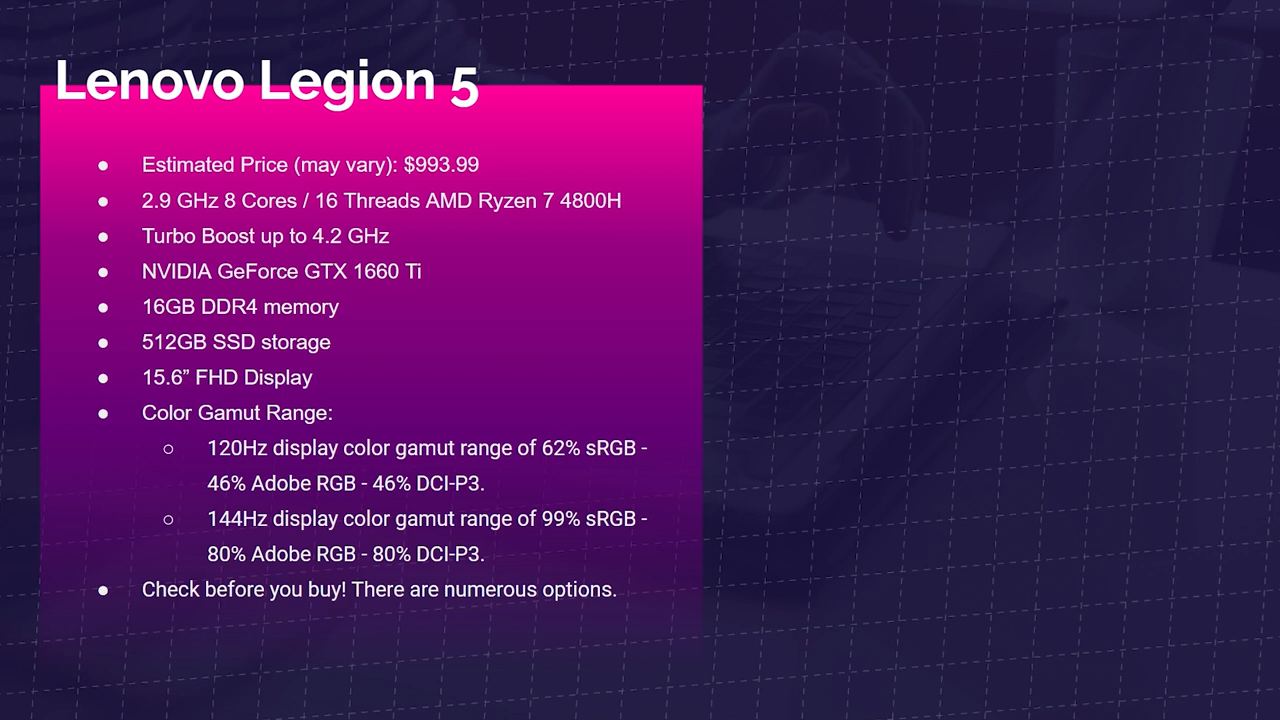 Lenovo Legion 5
● Estimated Price (may vary): $993.99
● 2.9 GHz 8 Cores / 16 Threads AMD Ryzen 7 4800H
● Turbo Boost up to 4.2 GHz
● NVIDIA GeForce GTX 1660 Ti
● 16GB DDR4 memory
● 512GB SSD storage
● 15.6” FHD Display
● Color Gamut Range:
○ 120Hz display color gamut range of 62% sRGB -
46% Adobe RGB - 46% DCI-P3.
○ 144Hz display color gamut range of 99% sRGB -
80% Adobe RGB - 80% DCI-P3.
● Check before you buy! There are numerous options.